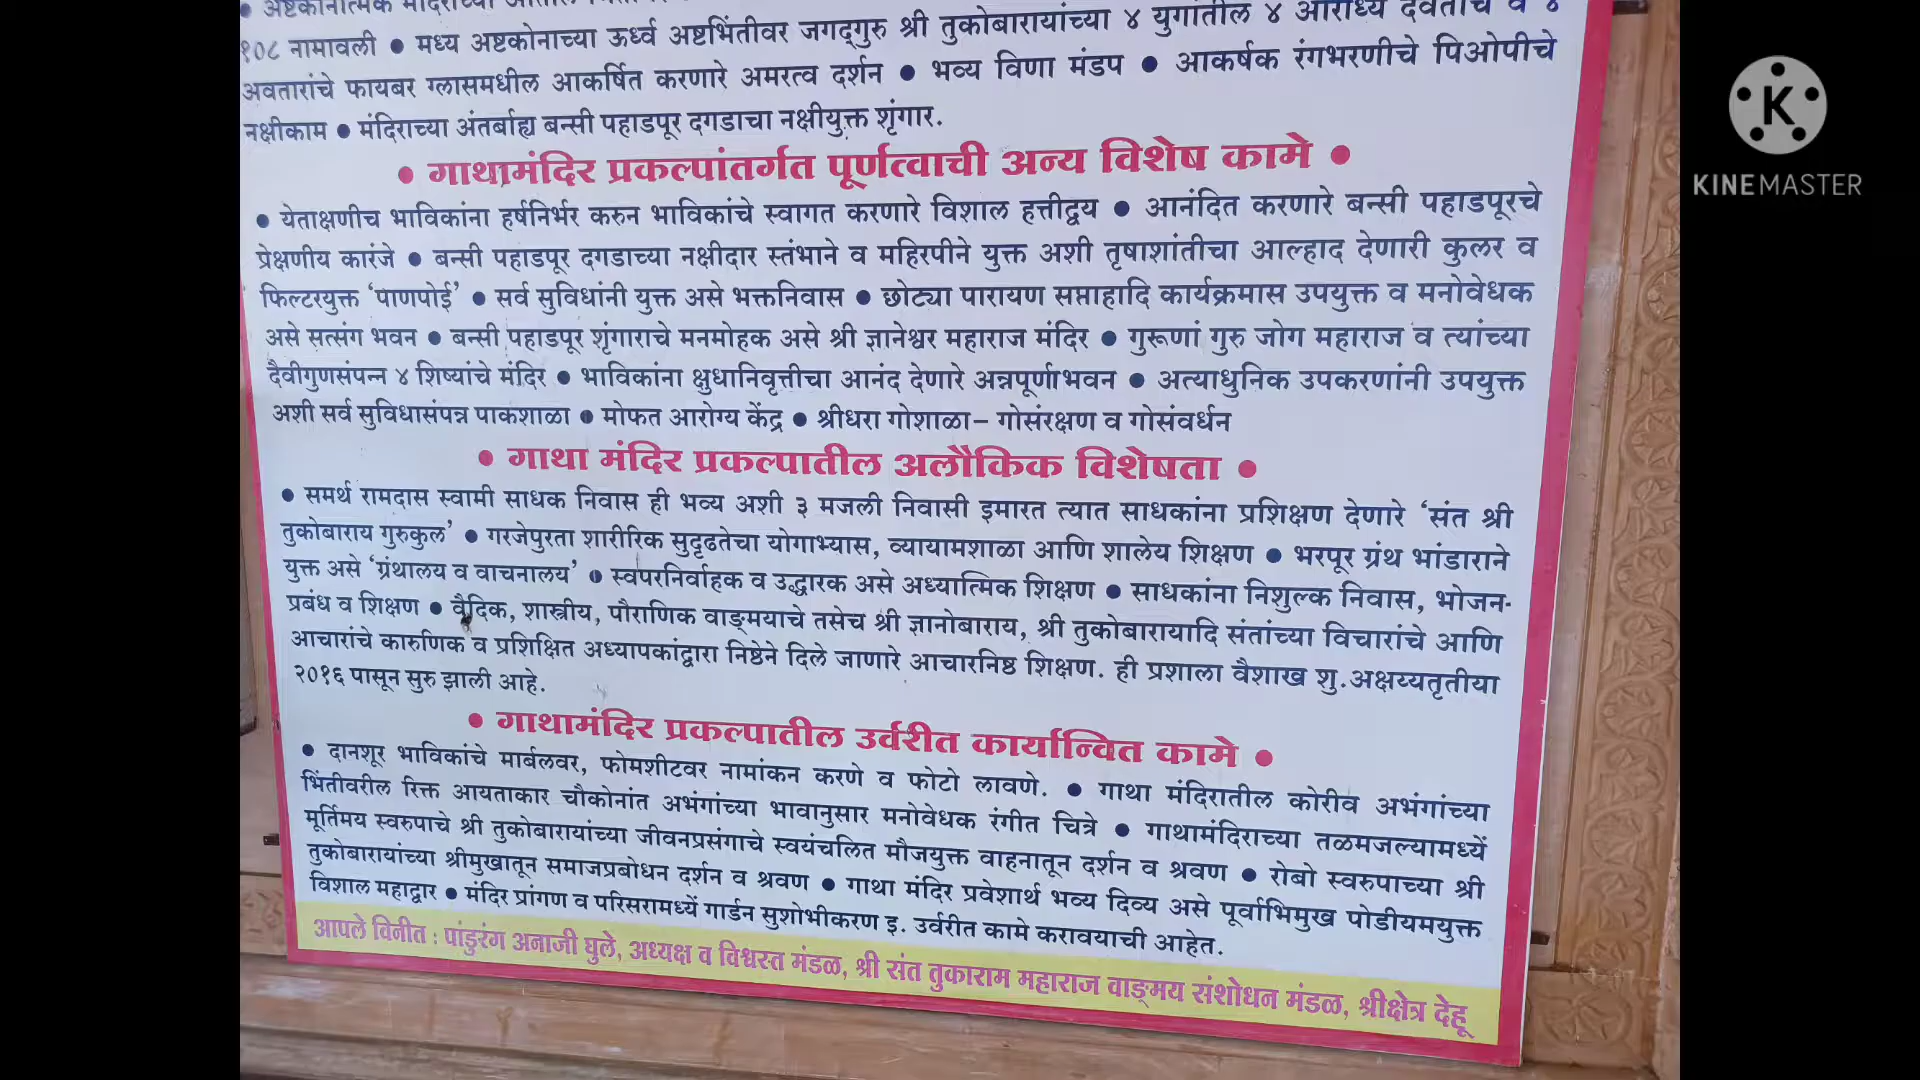 १०८ नामावली ● मध्य अष्टकोनाच्या ऊर्ध्व अष्टभिंतीवर जगद्‌गुरु श्री तुकोबारायांच्या ४ युगांतील ४ आराध्य दैवतांचे व ४
अवतारांचे फायबर ग्लासमधील आकर्षित करणारे अमरत्व दर्शन ● भव्य विणा मंडप ● आकर्षक रंगभरणीचे पिओपीचे
नक्षीकाम ● मंदिराच्या अंतर्बाह्य बन्सी पहाडपूर दगडाचा नक्षीयुक्त शृंगार.
● गाथामंदिर प्रकल्पांतर्गत पूर्णत्वाची अन्य विशेष कामे ●
● येताक्षणीच भाविकांना हर्षनिर्भर करुन भाविकांचे स्वागत करणारे विशाल हत्तीद्वय ● आनंदित करणारे बन्सी पहाडपूरचे
प्रेक्षणीय कारंजे ● बन्सी पहाडपूर दगडाच्या नक्षीदार स्तंभाने व महिरपीने युक्त अशी तृषाशांतीचा आल्हाद देणारी कुलर व
फिल्टरयुक्त ‘पाणपोई’ ● सर्व सुविधांनी युक्त असे भक्तनिवास ● छोट्या पारायण सप्ताहादि कार्यक्रमास उपयुक्त व मनोवेधक
असे सत्संग भवन ● बन्सी पहाडपूर शृंगाराचे मनमोहक असे श्री ज्ञानेश्वर महाराज मंदिर ● गुरूणां गुरु जोग महाराज व त्यांच्या
दैवीगुणसंपन्न ४ शिष्यांचे मंदिर ● भाविकांना क्षुधानिवृत्तीचा आनंद देणारे अन्नपूर्णाभवन ● अत्याधुनिक उपकरणांनी उपयुक्त
अशी सर्व सुविधासंपन्न पाकशाळा ● मोफत आरोग्य केंद्र ● श्रीधरा गोशाळा– गोसंरक्षण व गोसंवर्धन
● गाथा मंदिर प्रकल्पातील अलौकिक विशेषता ●
● समर्थ रामदास स्वामी साधक निवास ही भव्य अशी ३ मजली निवासी इमारत त्यात साधकांना प्रशिक्षण देणारे ‘संत श्री
तुकोबाराय गुरुकुल’ ● गरजेपुरता शारीरिक सुदृढतेचा योगाभ्यास, व्यायामशाळा आणि शालेय शिक्षण ● भरपूर ग्रंथ भांडाराने
युक्त असे ‘ग्रंथालय व वाचनालय’ ● स्वपरनिर्वाहक व उद्धारक असे अध्यात्मिक शिक्षण ● साधकांना निशुल्क निवास, भोजन-
प्रबंध व शिक्षण ● वैदिक, शास्त्रीय, पौराणिक वाङ्‌मयाचे तसेच श्री ज्ञानोबाराय, श्री तुकोबारायादि संतांच्या विचारांचे आणि
आचारांचे कारुणिक व प्रशिक्षित अध्यापकांद्वारा निष्ठेने दिले जाणारे आचारनिष्ठ शिक्षण. ही प्रशाला वैशाख शु.अक्षय्यतृतीया
२०१६ पासून सुरु झाली आहे.
● गाथामंदिर प्रकल्पातील उर्वरीत कार्यान्वित कामे ●
● दानशूर भाविकांचे मार्बलवर, फोमशीटवर नामांकन करणे व फोटो लावणे. ● गाथा मंदिरातील कोरीव अभंगांच्या
भिंतीवरील रिक्त आयताकार चौकोनांत अभंगांच्या भावानुसार मनोवेधक रंगीत चित्रे ● गाथामंदिराच्या तळमजल्यामध्यें
मूर्तिमय स्वरुपाचे श्री तुकोबारायांच्या जीवनप्रसंगाचे स्वयंचलित मौजयुक्त वाहनातून दर्शन व श्रवण ● रोबो स्वरुपाच्या श्री
तुकोबारायांच्या श्रीमुखातून समाजप्रबोधन दर्शन व श्रवण ● गाथा मंदिर प्रवेशार्थ भव्य दिव्य असे पूर्वाभिमुख पोडीयमयुक्त
विशाल महाद्वार ● मंदिर प्रांगण व परिसरामध्यें गार्डन सुशोभीकरण इ. उर्वरीत कामे करावयाची आहेत.
आपले विनीत : पांडुरंग अनाजी घुले, अध्यक्ष व विश्वस्त मंडळ, श्री संत तुकाराम महाराज वाङ्‌मय संशोधन मंडळ, श्रीक्षेत्र देहू
K
KINEMASTER